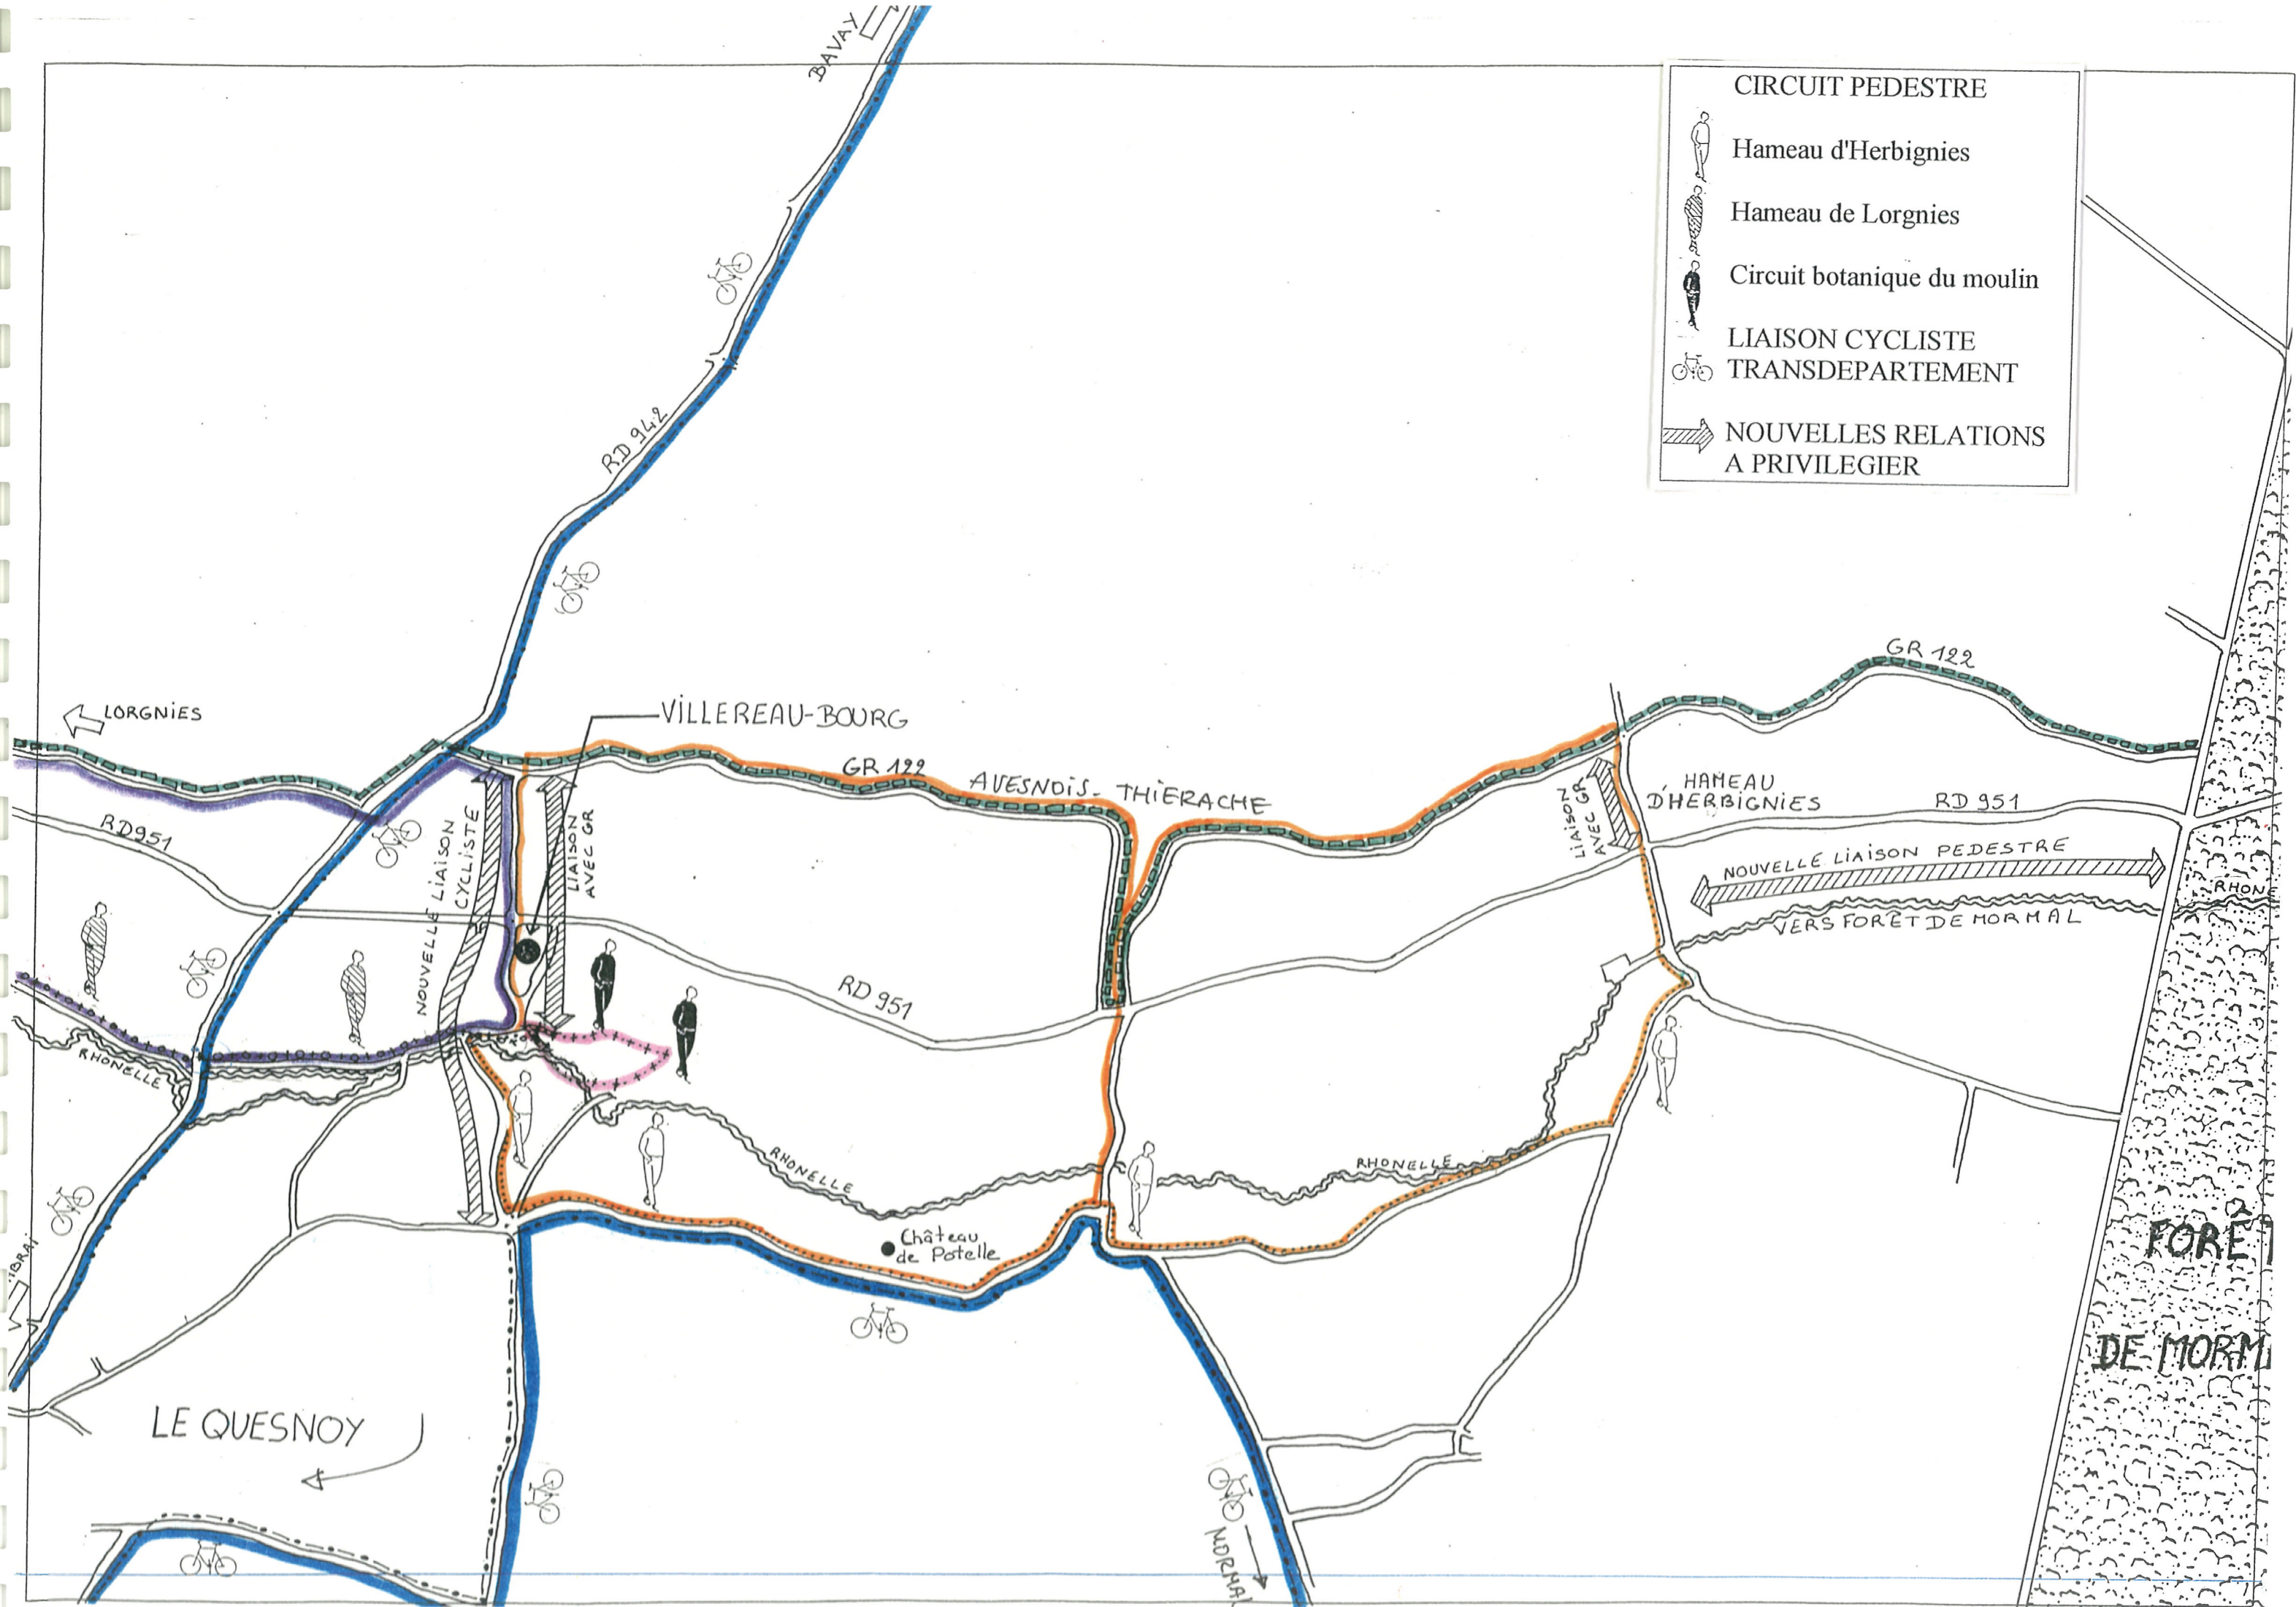 BAVAY
CIRCUIT PEDESTRE
Hameau d'Herbignies
Hameau de Lorgnies
Circuit botanique du moulin
LIAISON CYCLISTE
TRANSDEPARTEMENT
NOUVELLES RELATIONS
A PRIVILEGIER
RD 942
GR 122
LORGNIES
VILLEREAU-BOURG
GR 122
AVESNOIS-THIERACHE
HAMEAU
D'HERBIGNIES
RD 951
LIAISON
AVEC GR
RD951
NOUVELLE LIAISON
CYCLISTE
LIAISON
AVEC GR
NOUVELLE LIAISON PEDESTRE
RHONE
VERS FORÊT DE MORMAL
RD 951
RHONELLE
RHONELLE
RHONELLE
Château
de Potelle
FORÊT
DE MORM
LE QUESNOY
MORMAL